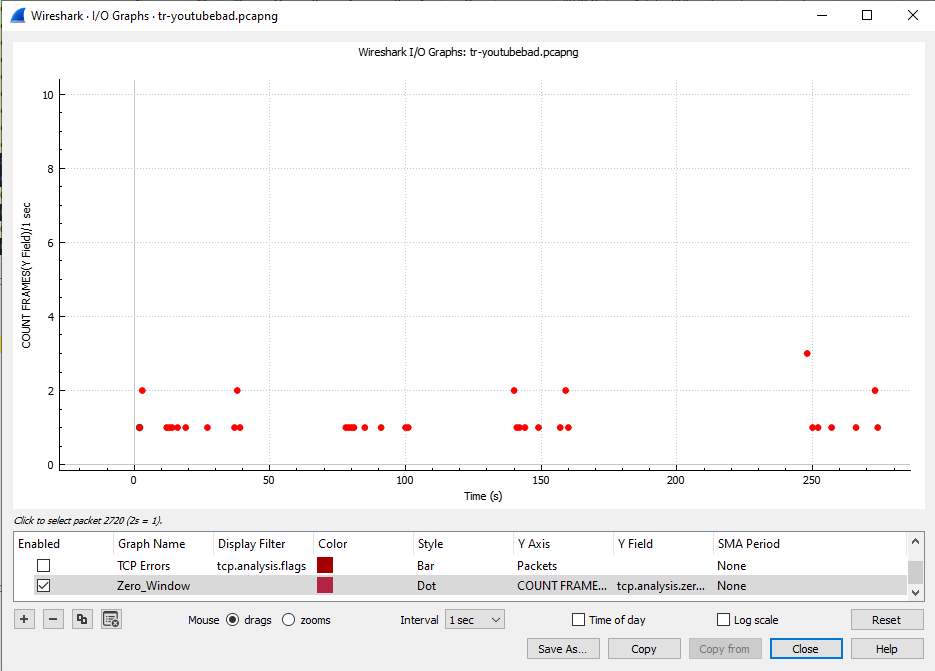 Wireshark · I/O Graphs · tr-youtubebad.pcapng
Wireshark I/O Graphs: tr-youtubebad.pcapng
10
8
6
4
2
0
COUNT FRAMES(Y Field)/1 sec
0 50 100 150 200 250
Time (s)
Click to select packet 2720 (2s = 1).
Enabled Graph Name Display Filter Color Style Y Axis Y Field SMA Period
TCP Errors tcp.analysis.flags Bar Packets None
Zero_Window Dot COUNT FRAME... tcp.analysis.zer... None
+ − Mouse drags zooms Interval 1 sec Time of day Log scale Reset
Save As... Copy Copy from Close Help